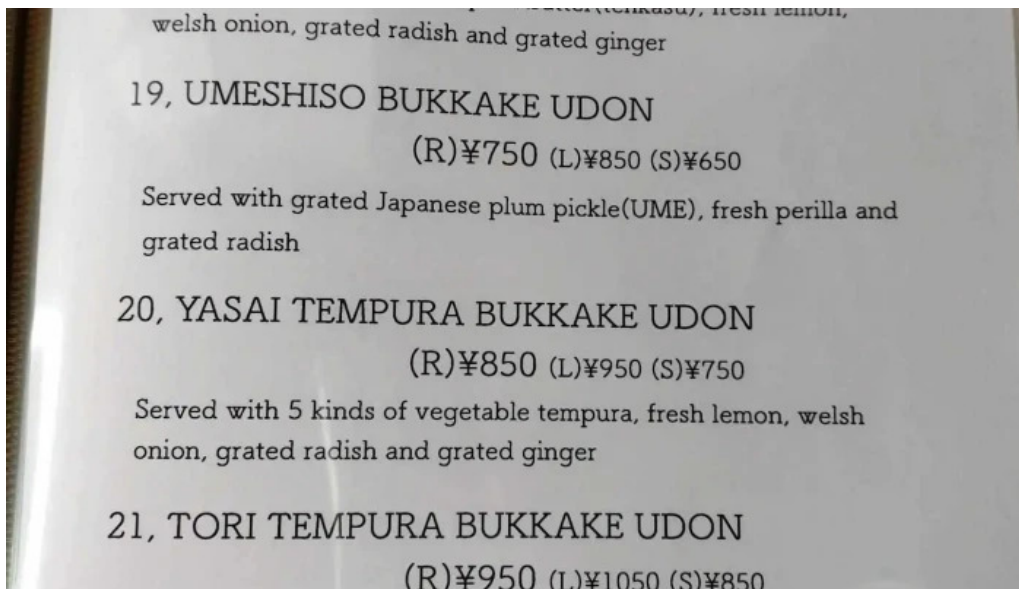 fresh lemon,
welsh onion, grated radish and grated ginger
19, UMESHISO BUKKAKE UDON
(R)¥750 (L)¥850 (S)¥650
Served with grated Japanese plum pickle(UME), fresh perilla and
grated radish
20, YASAI TEMPURA BUKKAKE UDON
(R)¥850 (L)¥950 (S)¥750
Served with 5 kinds of vegetable tempura, fresh lemon, welsh
onion, grated radish and grated ginger
21, TORI TEMPURA BUKKAKE UDON
(R)¥950 (L)¥1050 (S)¥850